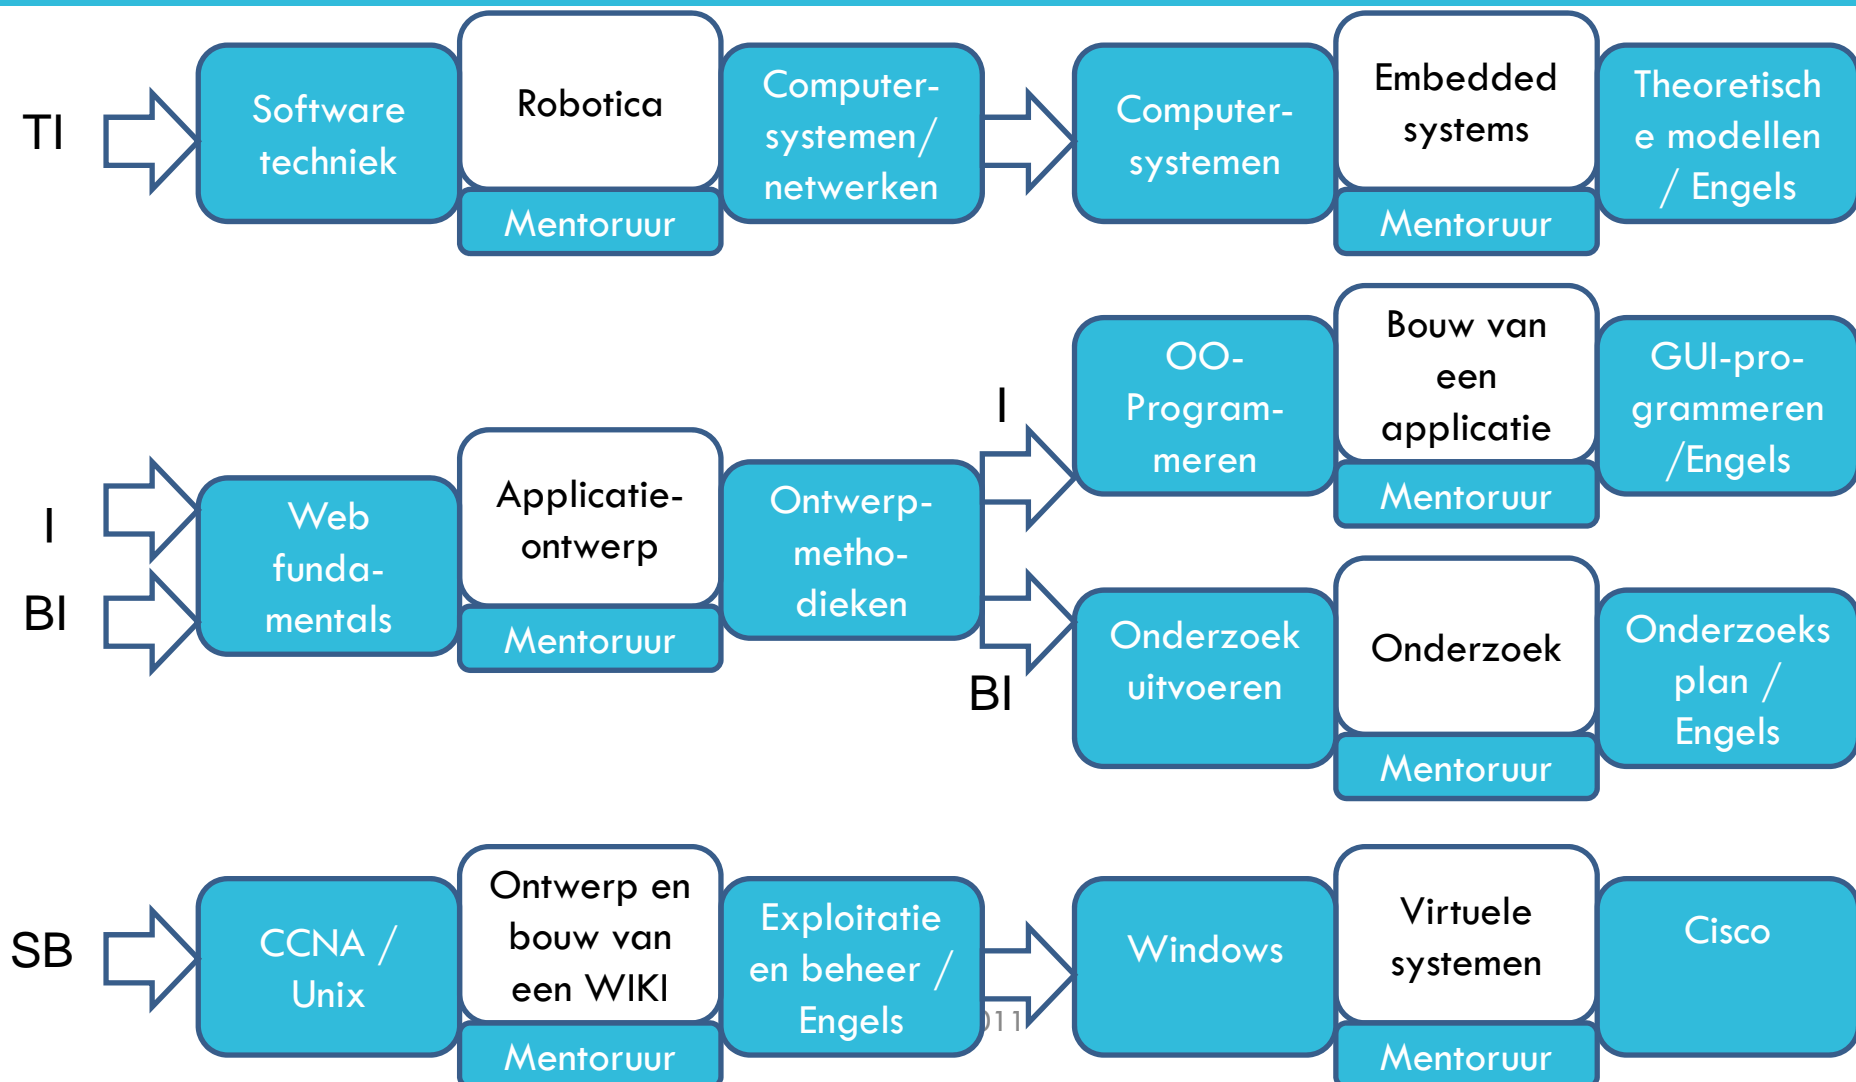 TI
Software
techniek
Robotica
Mentoruur
Computer-
systemen/
netwerken
Computer-
systemen
Embedded
systems
Mentoruur
Theoretisch
e modellen
/ Engels
I
BI
Web
funda-
mentals
Applicatie-
ontwerp
Mentoruur
Ontwerp-
metho-
dieken
I
OO-
Program-
meren
Bouw van
een
applicatie
Mentoruur
GUI-pro-
grammeren
/Engels
BI
Onderzoek
uitvoeren
Onderzoek
Mentoruur
Onderzoeks
plan /
Engels
SB
CCNA /
Unix
Ontwerp en
bouw van
een WIKI
Mentoruur
Exploitatie
en beheer /
Engels
Windows
Virtuele
systemen
Mentoruur
Cisco